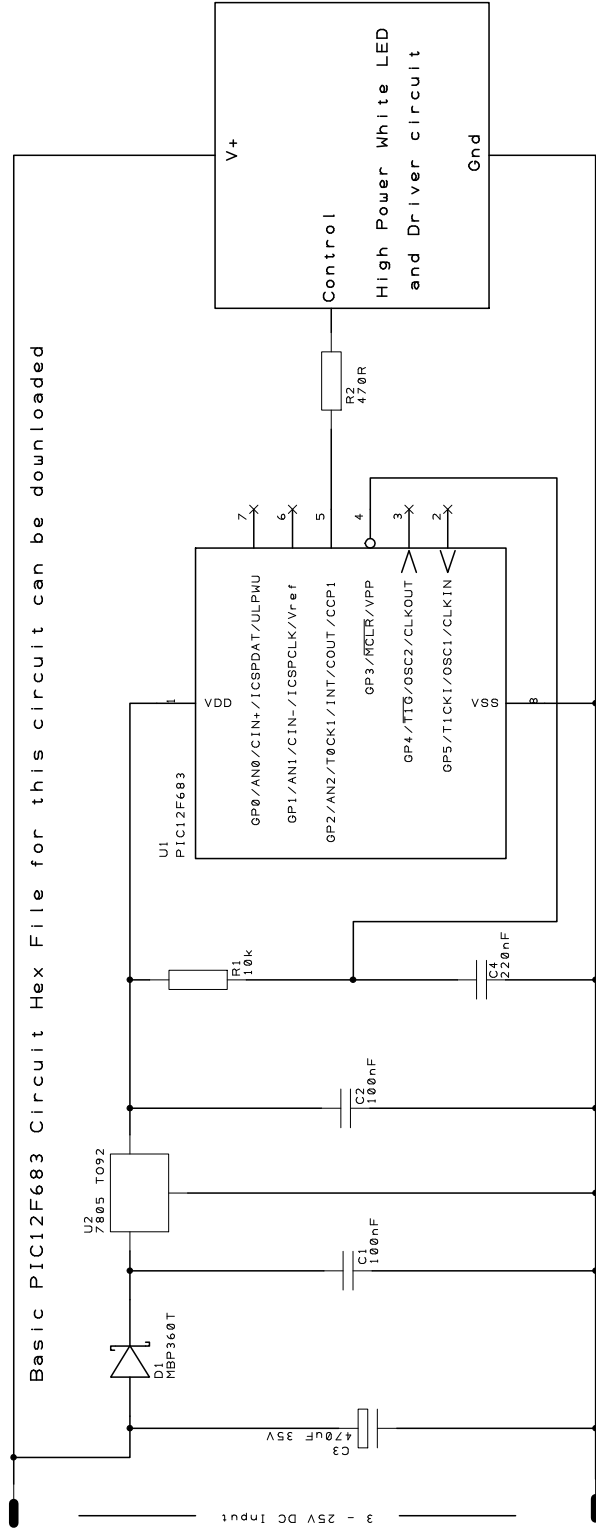 Basic PIC12F683 Circuit Hex File for this circuit can be downloaded
3 - 25V DC Input
C3
470uF 35V
D1
MBP360T
C1
100nF
U2
7805 TO92
C2
100nF
R1
10k
C4
220nF
U1
PIC12F683
1
VDD
GP0/AN0/CIN+/ICSPDAT/ULPWU
7
GP1/AN1/CIN-/ICSPCLK/Vref
6
GP2/AN2/T0CK1/INT/COUT/CCP1
5
GP3/MCLR/VPP
4
GP4/T1G/OSC2/CLKOUT
3
GP5/T1CKI/OSC1/CLKIN
2
VSS
8
R2
470R
V+
Control
High Power White LED
and Driver circuit
Gnd